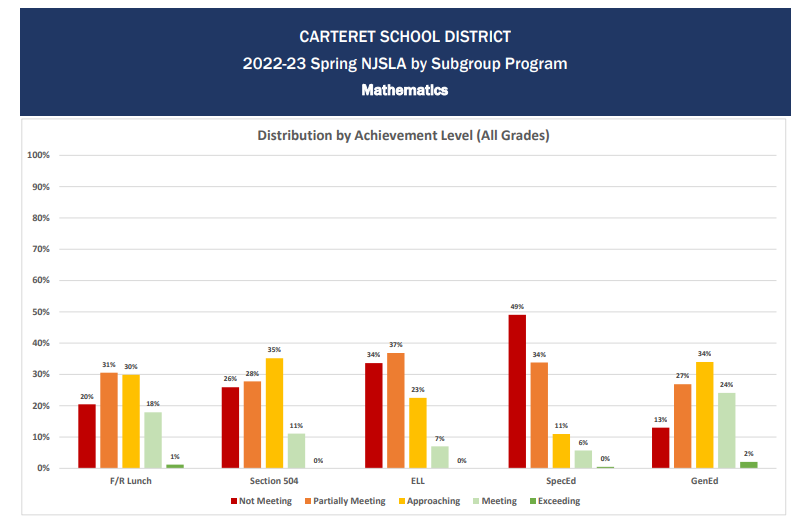 CARTERET SCHOOL DISTRICT
2022-23 Spring NJSLA by Subgroup Program
Mathematics
Distribution by Achievement Level (All Grades)
100%
90%
80%
70%
60%
50%
40%
30%
20%
10%
0%
20% 31% 30% 18% 1%
26% 28% 35% 11% 0%
34% 37% 23% 7% 0%
49% 34% 11% 6% 0%
13% 27% 34% 24% 2%
F/R Lunch Section 504 ELL SpecEd GenEd
Not Meeting Partially Meeting Approaching Meeting Exceeding